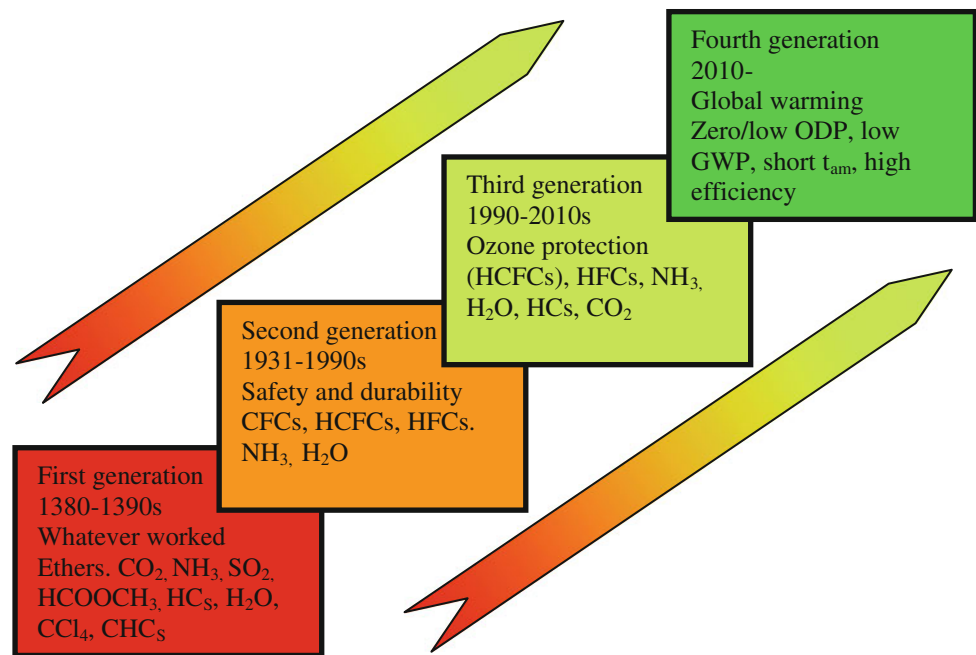 First generation
1380-1390s
Whatever worked
Ethers. CO₂, NH₃, SO₂,
HCOOCH₃, HCS, H₂O,
CCl₄, CHCS
Second generation
1931-1990s
Safety and durability
CFCs, HCFCs, HFCs.
NH₃, H₂O
Third generation
1990-2010s
Ozone protection
(HCFCs), HFCs, NH₃,
H₂O, HCs, CO₂
Fourth generation
2010-
Global warming
Zero/low ODP, low
GWP, short tam, high
efficiency